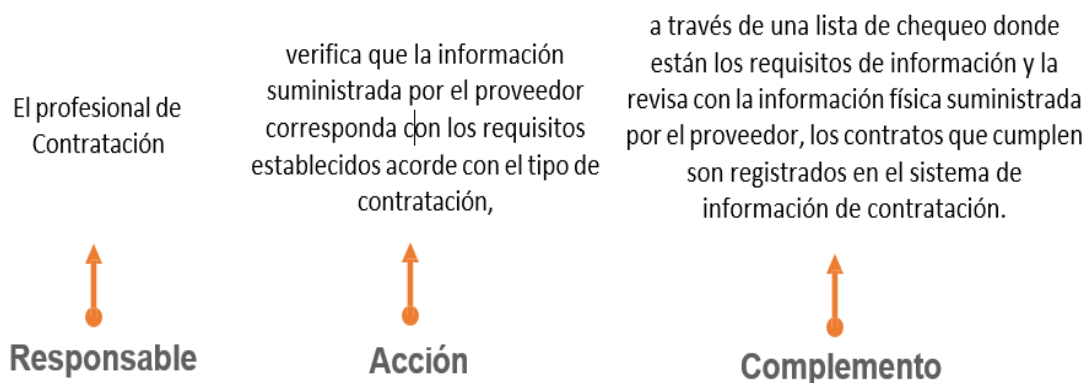 El profesional de
Contratación
verifica que la información
suministrada por el proveedor
corresponda con los requisitos
establecidos acorde con el tipo de
contratación,
a través de una lista de chequeo donde
están los requisitos de información y la
revisa con la información física suministrada
por el proveedor, los contratos que cumplen
son registrados en el sistema de
información de contratación.
Responsable
Acción
Complemento